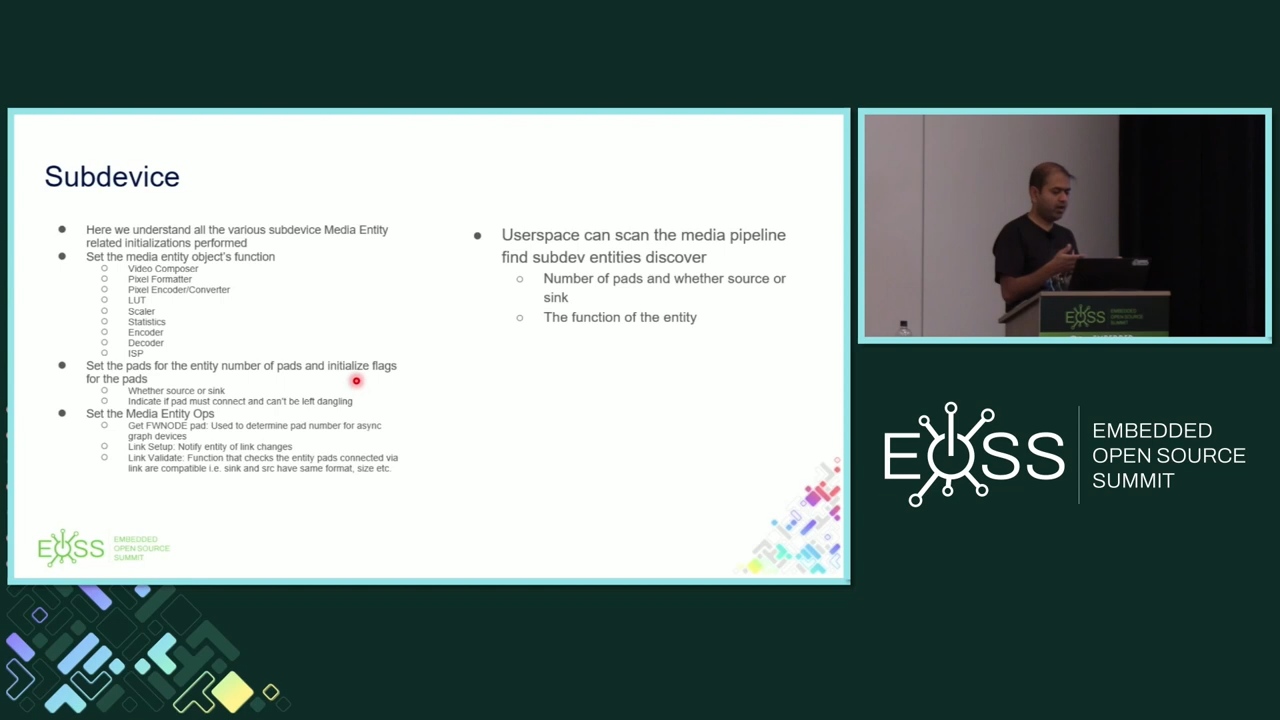 Subdevice
Here we understand all the various subdevice Media Entity
related initializations performed
Set the media entity object's function
Video Composer
Pixel Formatter
Pixel Encoder/Converter
LUT
Scaler
Statistics
Encoder
Decoder
ISP
Set the pads for the entity number of pads and initialize flags
for the pads
Whether source or sink
Indicate if pad must connect and can't be left dangling
Set the Media Entity Ops
Get FWNODE pad: Used to determine pad number for async
graph devices
Link Setup: Notify entity of link changes
Link Validate: Function that checks the entity pads connected via
link are compatible i.e. sink and src have same format, size etc.
Userspace can scan the media pipeline
find subdev entities discover
Number of pads and whether source or
sink
The function of the entity
EOSS
EMBEDDED
OPEN SOURCE
SUMMIT
EOSS
EMBEDDED
OPEN SOURCE
SUMMIT
EOSS
EMBEDDED
OPEN SOURCE
SUMMIT